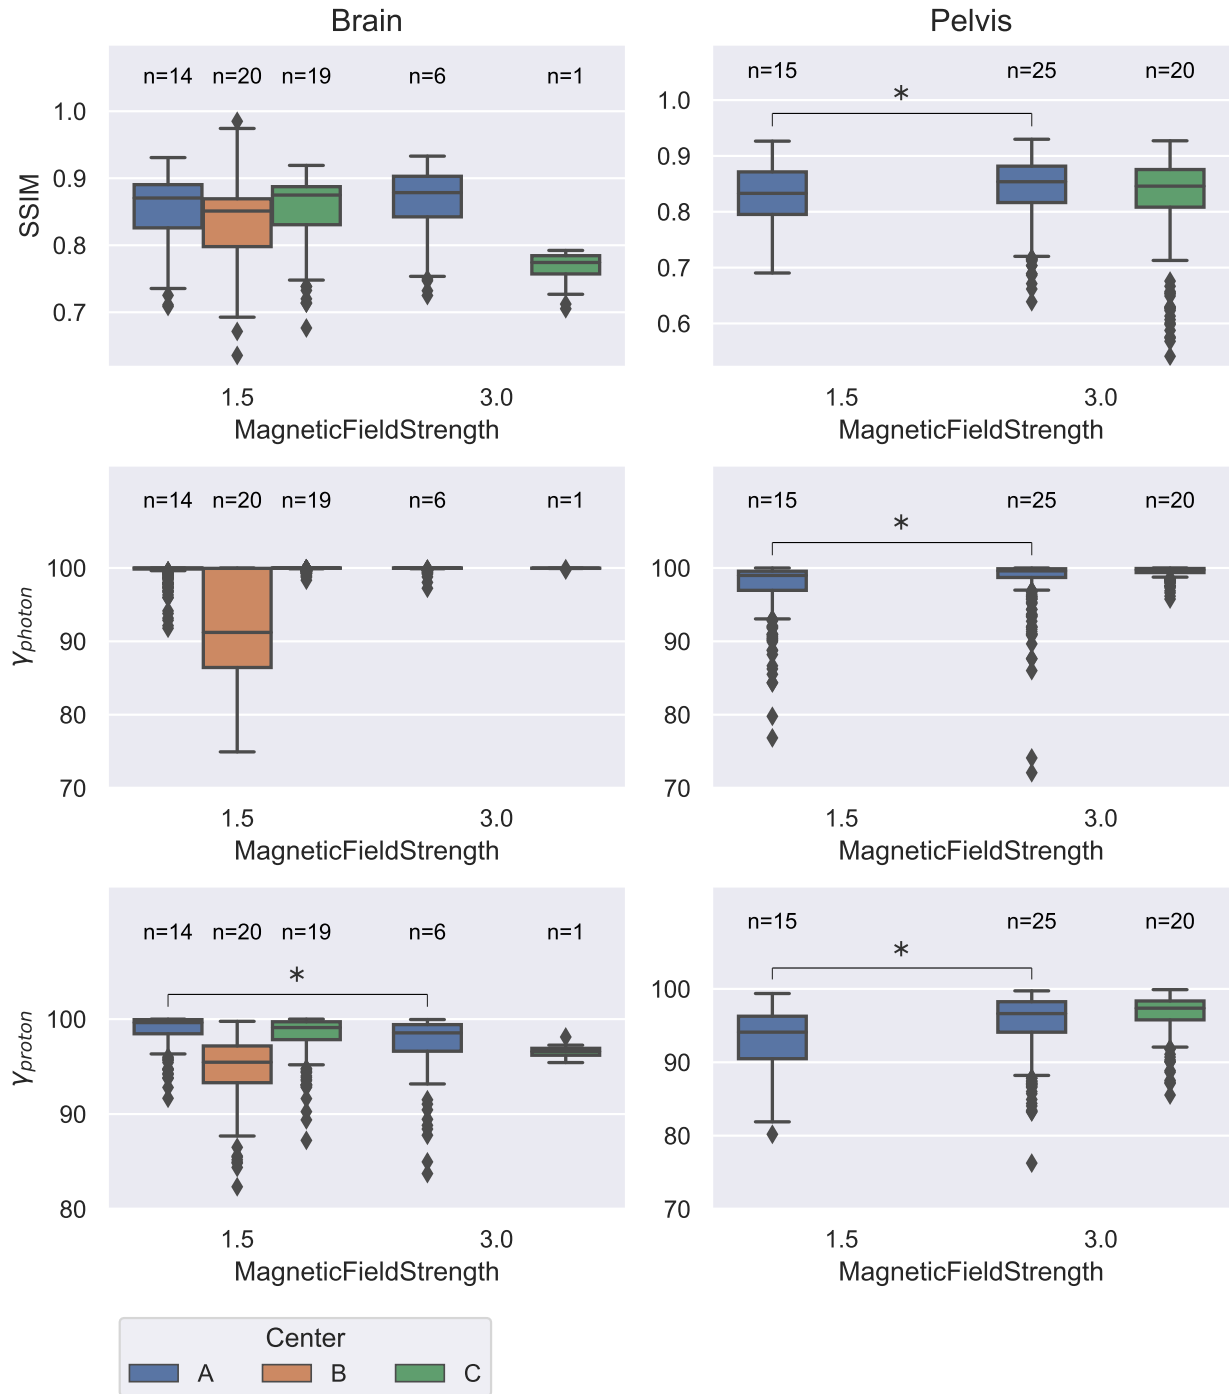 Brain
Pelvis
n=14 n=20 n=19 n=6 n=1
n=15 n=25 n=20
*
SSIM
1.0
0.9
0.8
0.7
1.0
0.9
0.8
0.7
0.6
1.5 3.0
MagneticFieldStrength
1.5 3.0
MagneticFieldStrength
n=14 n=20 n=19 n=6 n=1
n=15 n=25 n=20
*
γphoton
100
90
80
70
100
90
80
70
1.5 3.0
MagneticFieldStrength
1.5 3.0
MagneticFieldStrength
n=14 n=20 n=19 n=6 n=1
*
n=15 n=25 n=20
*
γproton
100
90
80
100
90
80
70
1.5 3.0
MagneticFieldStrength
1.5 3.0
MagneticFieldStrength
Center
A B C